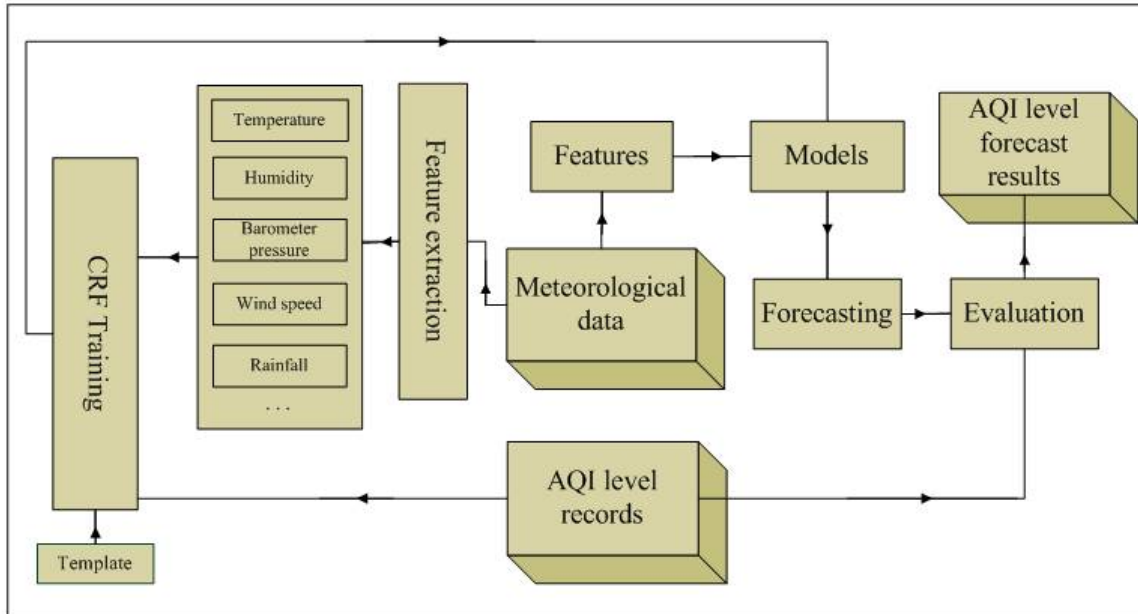 CRF Training
Template
Temperature
Humidity
Barometer
pressure
Wind speed
Rainfall
. . .
Feature extraction
Features
Meteorological
data
AQI level
records
Models
Forecasting
Evaluation
AQI level
forecast
results